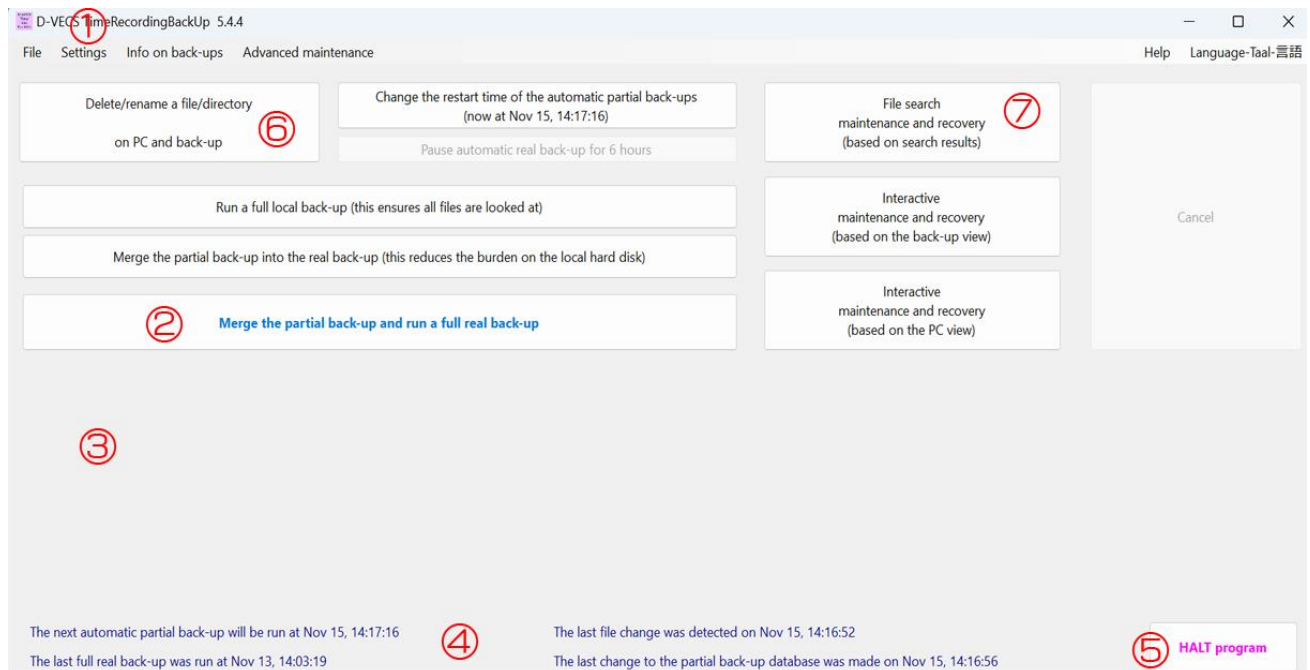 D-VECS TimeRecordingBackUp 5.4.4
①
File Settings Info on back-ups Advanced maintenance Help Language-Taal-言語
Delete/rename a file/directory
on PC and back-up
⑥
Change the restart time of the automatic partial back-ups
(now at Nov 15, 14:17:16)
Pause automatic real back-up for 6 hours
File search
maintenance and recovery
(based on search results)
⑦
Cancel
Run a full local back-up (this ensures all files are looked at)
Interactive
maintenance and recovery
(based on the back-up view)
Merge the partial back-up into the real back-up (this reduces the burden on the local hard disk)
② Merge the partial back-up and run a full real back-up
Interactive
maintenance and recovery
(based on the PC view)
③
The next automatic partial back-up will be run at Nov 15, 14:17:16
The last full real back-up was run at Nov 13, 14:03:19
④
The last file change was detected on Nov 15, 14:16:52
The last change to the partial back-up database was made on Nov 15, 14:16:56
⑤ HALT program